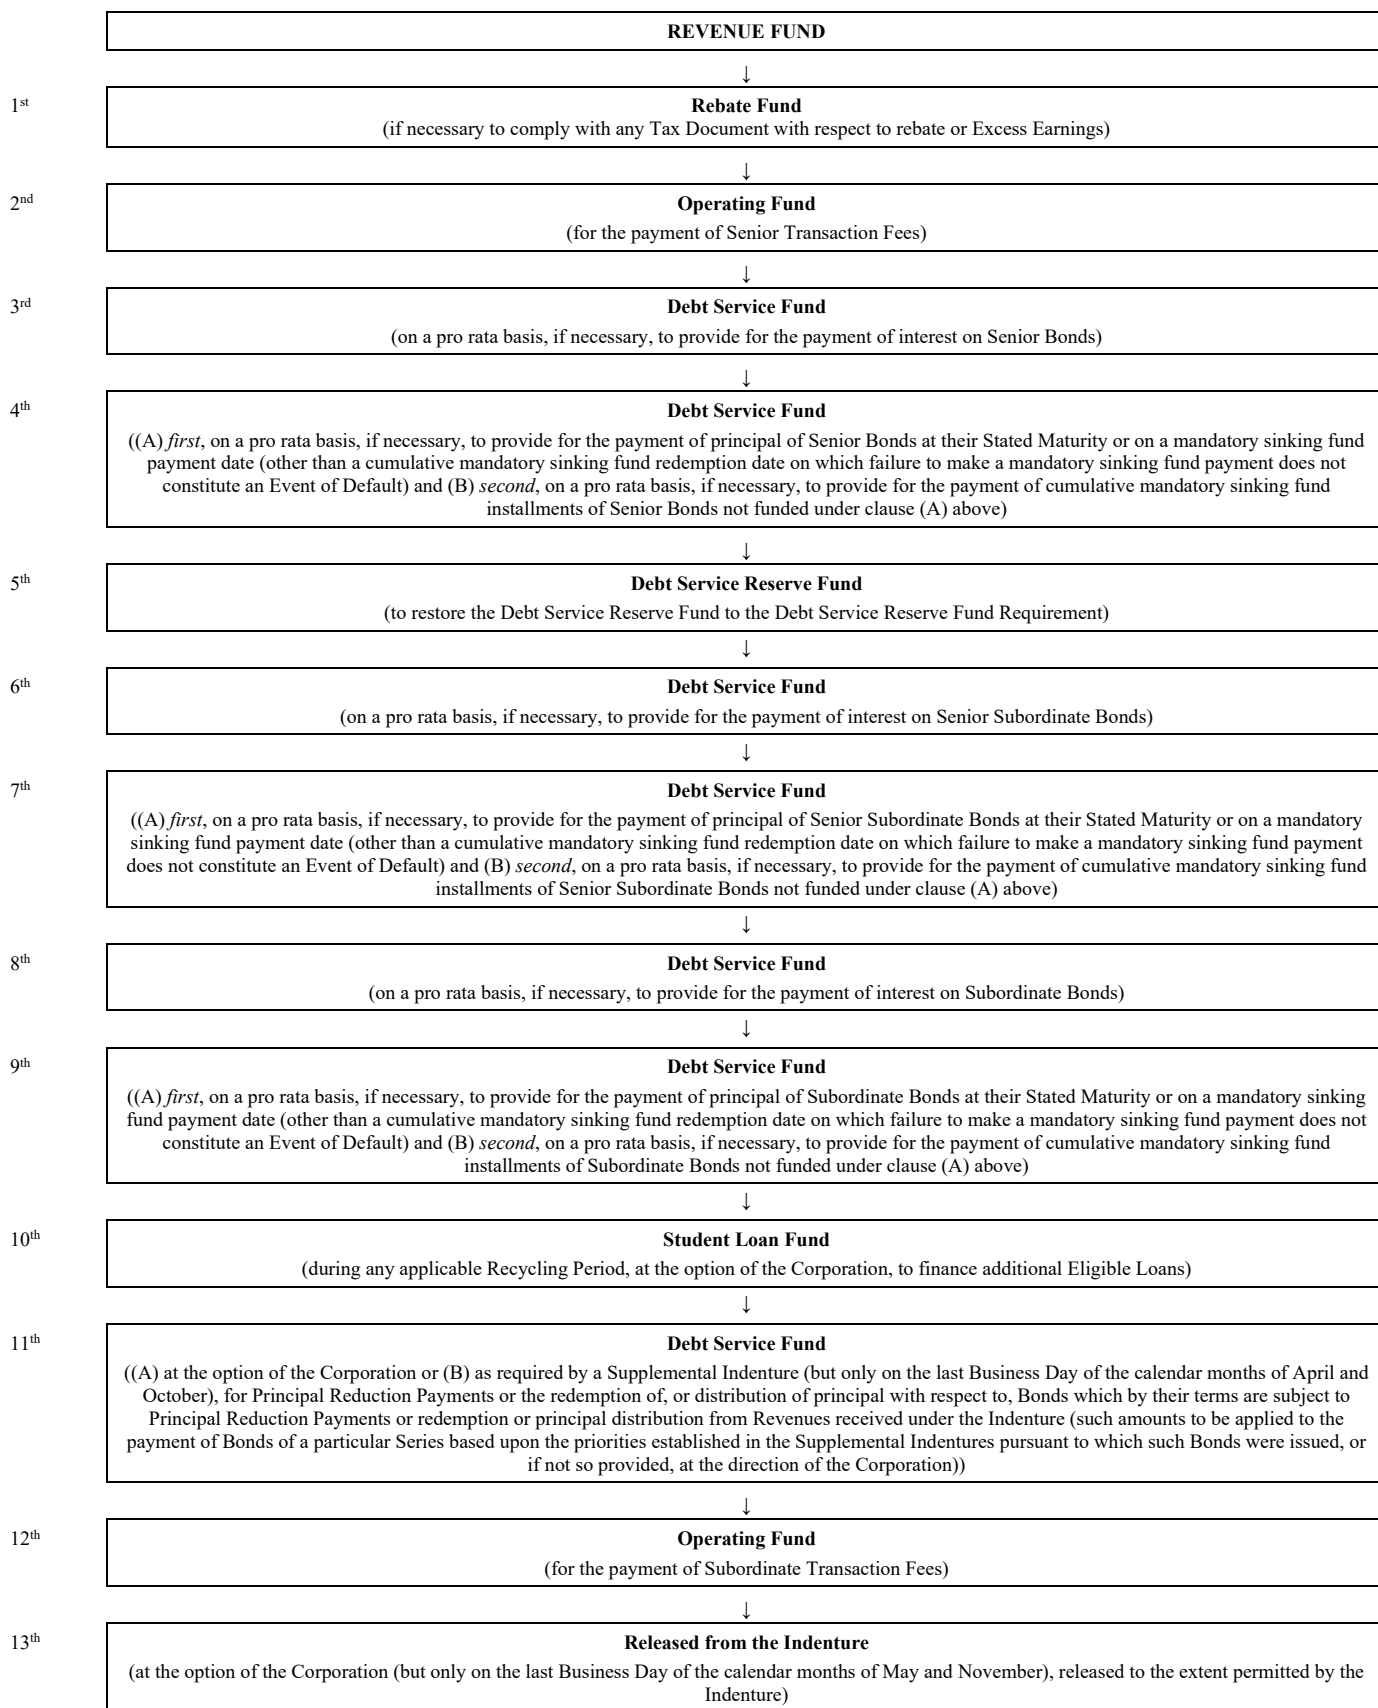 REVENUE FUND
↓
1st
Rebate Fund
(if necessary to comply with any Tax Document with respect to rebate or Excess Earnings)
↓
2nd
Operating Fund
(for the payment of Senior Transaction Fees)
↓
3rd
Debt Service Fund
(on a pro rata basis, if necessary, to provide for the payment of interest on Senior Bonds)
↓
4th
Debt Service Fund
((A) first, on a pro rata basis, if necessary, to provide for the payment of principal of Senior Bonds at their Stated Maturity or on a mandatory sinking fund
payment date (other than a cumulative mandatory sinking fund redemption date on which failure to make a mandatory sinking fund payment does not
constitute an Event of Default) and (B) second, on a pro rata basis, if necessary, to provide for the payment of cumulative mandatory sinking fund
installments of Senior Bonds not funded under clause (A) above)
↓
5th
Debt Service Reserve Fund
(to restore the Debt Service Reserve Fund to the Debt Service Reserve Fund Requirement)
↓
6th
Debt Service Fund
(on a pro rata basis, if necessary, to provide for the payment of interest on Senior Subordinate Bonds)
↓
7th
Debt Service Fund
((A) first, on a pro rata basis, if necessary, to provide for the payment of principal of Senior Subordinate Bonds at their Stated Maturity or on a mandatory
sinking fund payment date (other than a cumulative mandatory sinking fund redemption date on which failure to make a mandatory sinking fund payment
does not constitute an Event of Default) and (B) second, on a pro rata basis, if necessary, to provide for the payment of cumulative mandatory sinking fund
installments of Senior Subordinate Bonds not funded under clause (A) above)
↓
8th
Debt Service Fund
(on a pro rata basis, if necessary, to provide for the payment of interest on Subordinate Bonds)
↓
9th
Debt Service Fund
((A) first, on a pro rata basis, if necessary, to provide for the payment of principal of Subordinate Bonds at their Stated Maturity or on a mandatory sinking
fund payment date (other than a cumulative mandatory sinking fund redemption date on which failure to make a mandatory sinking fund payment does not
constitute an Event of Default) and (B) second, on a pro rata basis, if necessary, to provide for the payment of cumulative mandatory sinking fund
installments of Subordinate Bonds not funded under clause (A) above)
↓
10th
Student Loan Fund
(during any applicable Recycling Period, at the option of the Corporation, to finance additional Eligible Loans)
↓
11th
Debt Service Fund
((A) at the option of the Corporation or (B) as required by a Supplemental Indenture (but only on the last Business Day of the calendar months of April and
October), for Principal Reduction Payments or the redemption of, or distribution of principal with respect to, Bonds which by their terms are subject to
Principal Reduction Payments or redemption or principal distribution from Revenues received under the Indenture (such amounts to be applied to the
payment of Bonds of a particular Series based upon the priorities established in the Supplemental Indentures pursuant to which such Bonds were issued, or
if not so provided, at the direction of the Corporation))
↓
12th
Operating Fund
(for the payment of Subordinate Transaction Fees)
↓
13th
Released from the Indenture
(at the option of the Corporation (but only on the last Business Day of the calendar months of May and November), released to the extent permitted by the
Indenture)